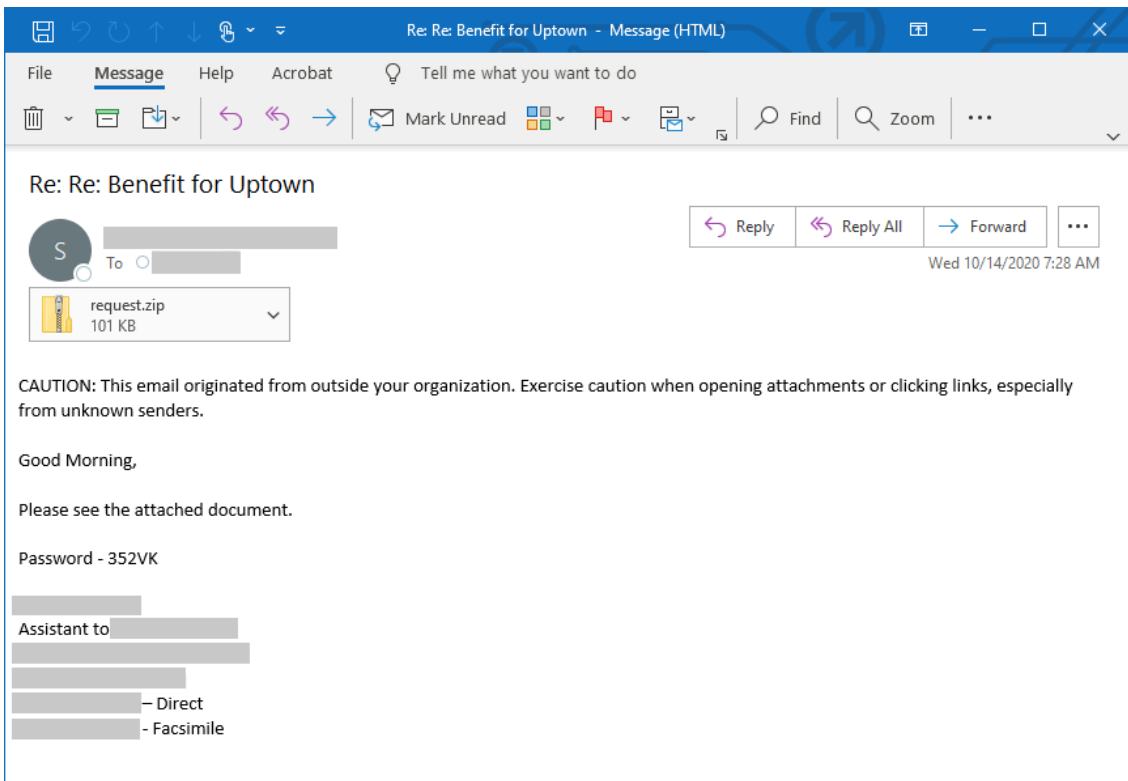 Re: Re: Benefit for Uptown - Message (HTML)
File Message Help Acrobat Tell me what you want to do
Mark Unread Find Zoom
Re: Re: Benefit for Uptown
Reply Reply All Forward
S
To
Wed 10/14/2020 7:28 AM
request.zip
101 KB
CAUTION: This email originated from outside your organization. Exercise caution when opening attachments or clicking links, especially
from unknown senders.
Good Morning,
Please see the attached document.
Password - 352VK
Assistant to
– Direct
- Facsimile